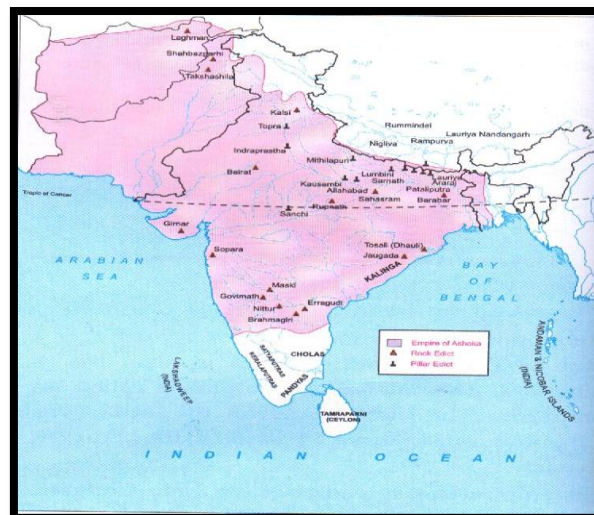 Laghman
Shahbazgarhi
Takshashila
Kalsi
Topra
Rummindei
Lauriya Nandangarh
Nigliva
Rampurva
Indraprastha
Mithilapuri
Bairat
Lumbini
Lauriya
Kausambi
Sarnath
Araraj
Allahabad
Pataliputra
Sahasram
Barabar
Tropic of Cancer
Rupnath
Sanchi
Girnar
Sopara
Tosali (Dhauli)
Jaugada
KALINGA
ARABIAN
SEA
BAY
OF
BENGAL
Maski
Govimath
Erragudi
Nittur
Brahmagiri
Empire of Ashoka
Rock Edict
Pillar Edict
CHOLAS
SATIYAPUTRAS
KERALAPUTRAS
PANDYAS
LAKSHADWEEP
(INDIA)
ANDAMAN & NICOBAR ISLANDS
(INDIA)
TAMRAPARNI
(CEYLON)
INDIAN OCEAN